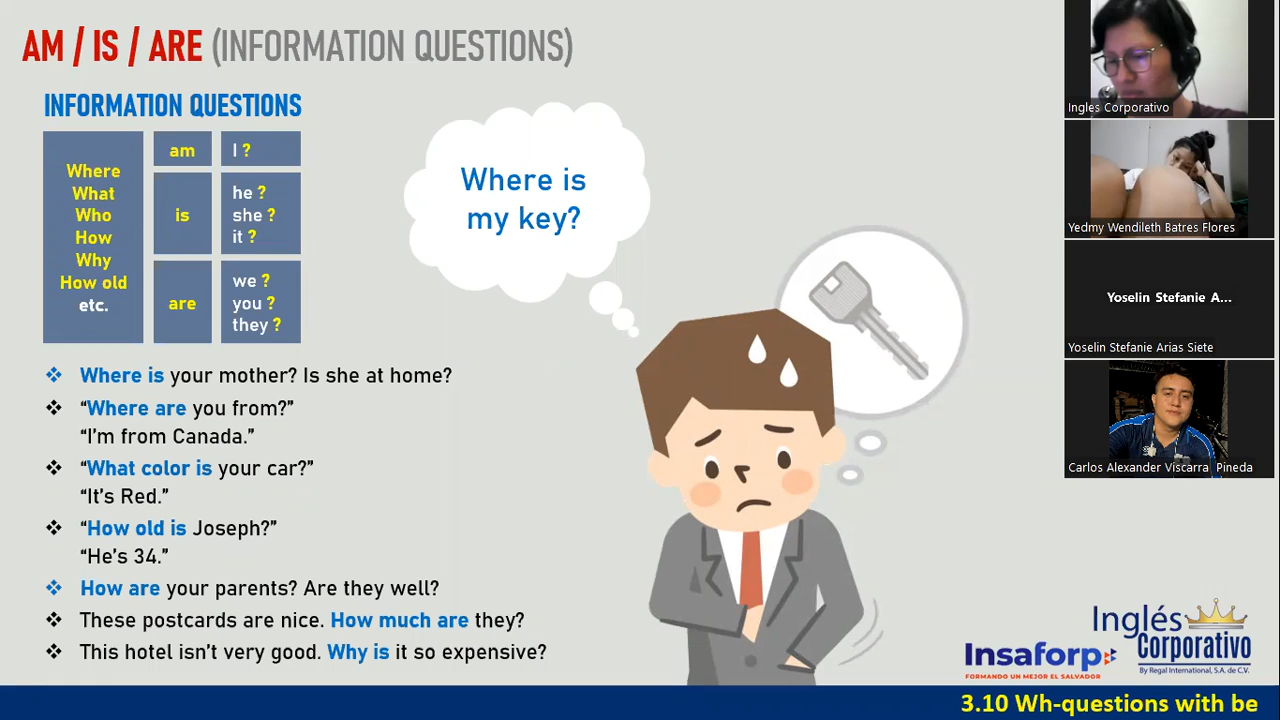 AM / IS / ARE (INFORMATION QUESTIONS)
INFORMATION QUESTIONS
Where
What
Who
How
Why
How old
etc.
am
I ?
is
he ?
she ?
it ?
are
we ?
you ?
they ?
Where is
my key?
Where is your mother? Is she at home?
“Where are you from?”
“I’m from Canada.”
“What color is your car?”
“It’s Red.”
“How old is Joseph?”
“He’s 34.”
How are your parents? Are they well?
These postcards are nice. How much are they?
This hotel isn’t very good. Why is it so expensive?
Ingles Corporativo
Yedmy Wendileth Batres Flores
Yoselin Stefanie A...
Yoselin Stefanie Arias Siete
Carlos Alexander Viscarra Pineda
Insaforp
FORMANDO UN MEJOR EL SALVADOR
Inglés
Corporativo
By Regal International, S.A. de C.V.
3.10 Wh-questions with be